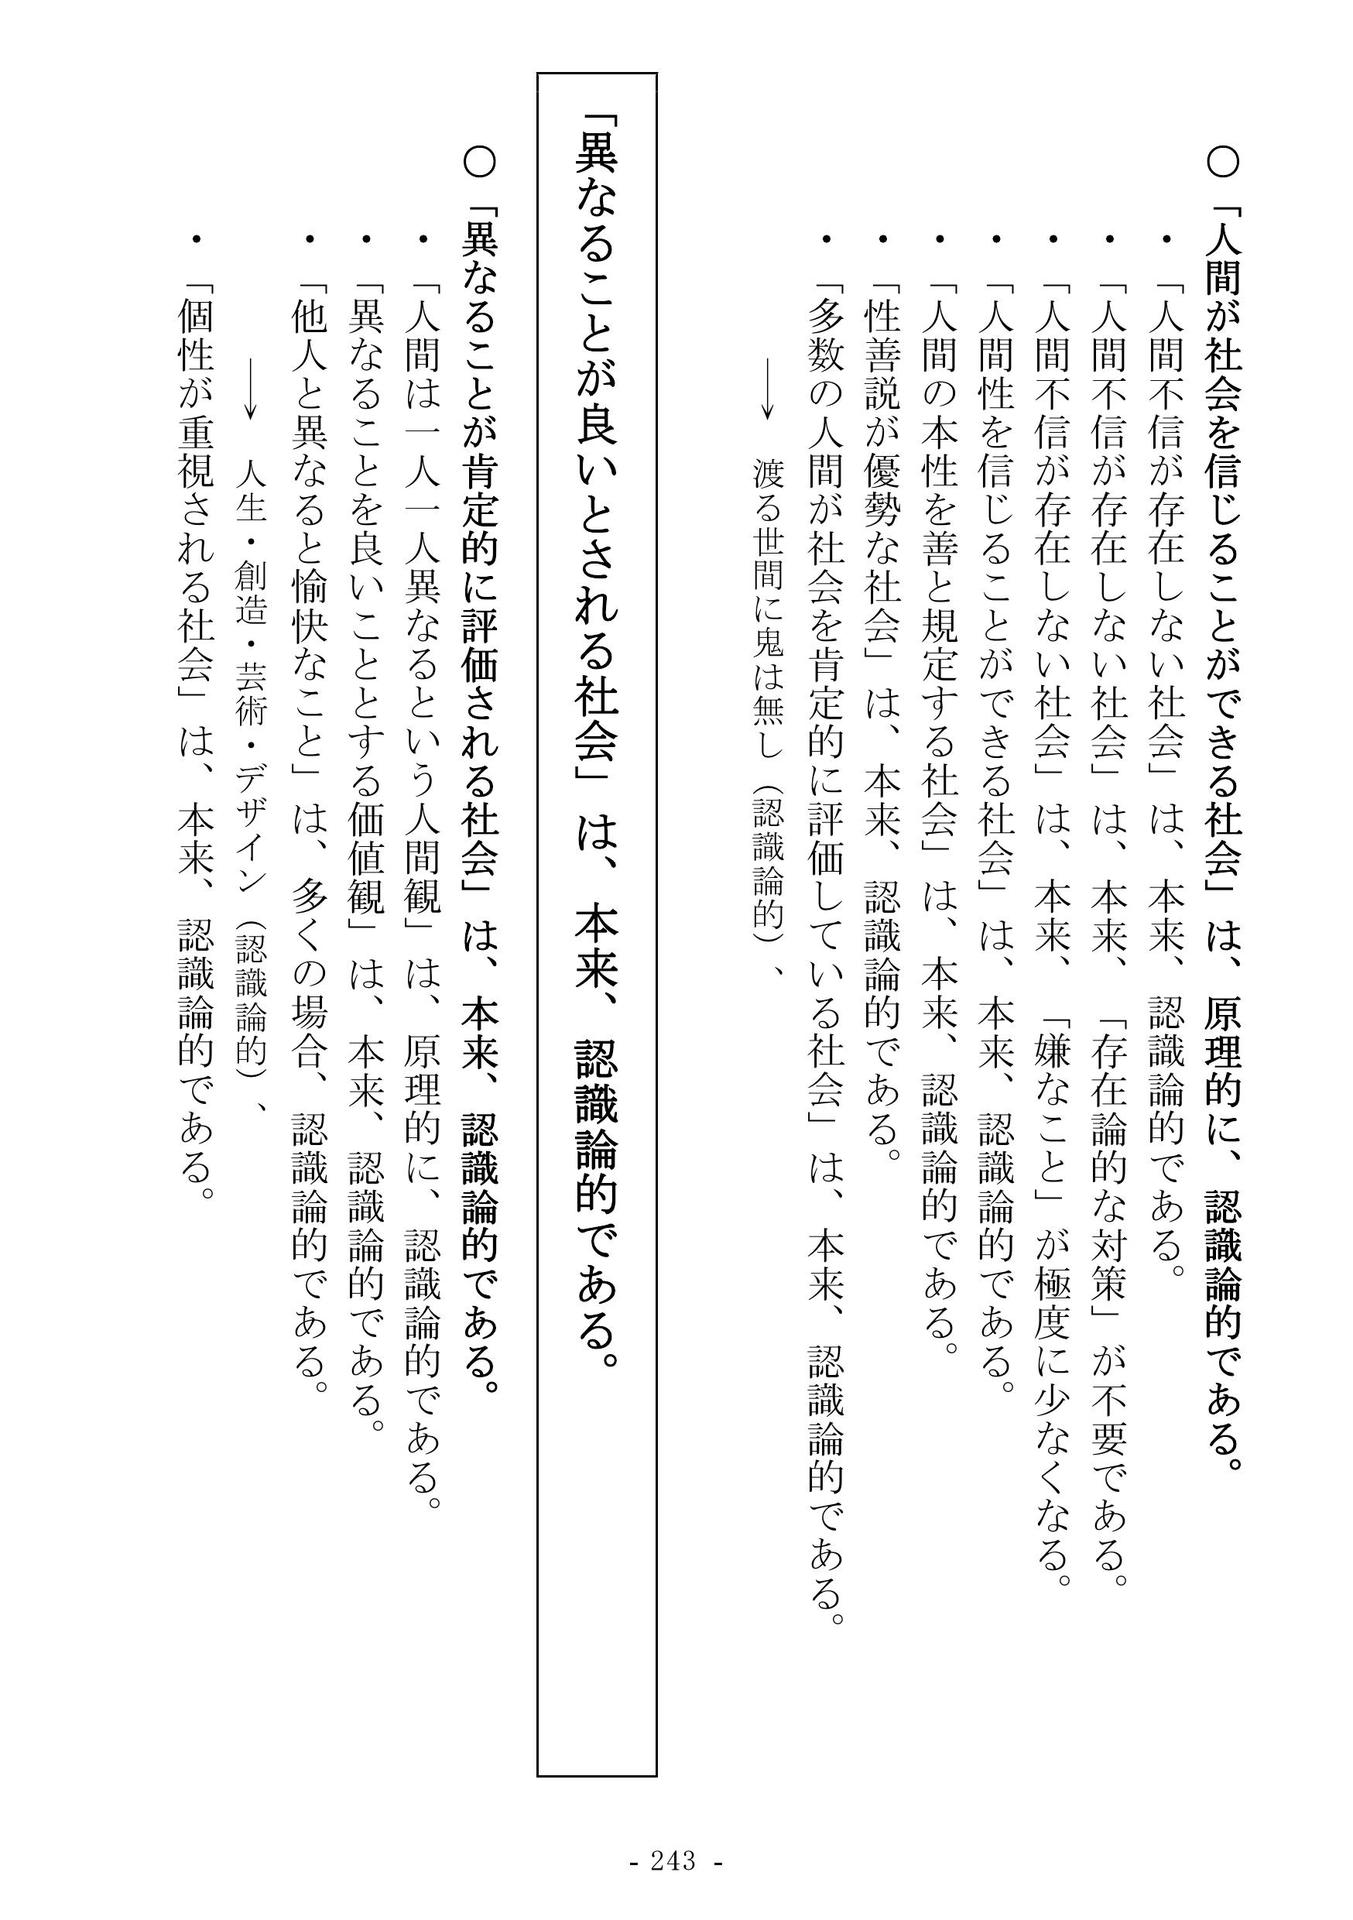 〇「人間が社会を信じることができる社会」は、原理的に、認識論的である。
・「人間不信が存在しない社会」は、本来、認識論的である。
・「人間不信が存在しない社会」は、本来、「存在論的な対策」が不要である。
・「人間不信が存在しない社会」は、本来、「嫌なこと」が極度に少なくなる。
・「人間性を信じることができる社会」は、本来、認識論的である。
・「人間の本性を善と規定する社会」は、本来、認識論的である。
・「性善説が優勢な社会」は、本来、認識論的である。
・「多数の人間が社会を肯定的に評価している社会」は、本来、認識論的である。
→ 渡る世間に鬼は無し（認識論的）、
「異なることが良いとされる社会」は、本来、認識論的である。
〇「異なることが肯定的に評価される社会」は、本来、認識論的である。
・「人間は一人一人異なるという人間観」は、原理的に、認識論的である。
・「異なることを良いこととする価値観」は、本来、認識論的である。
・「他人と異なると愉快なこと」は、多くの場合、認識論的である。
→ 人生・創造・芸術・デザイン（認識論的）、
・「個性が重視される社会」は、本来、認識論的である。
- 243 -